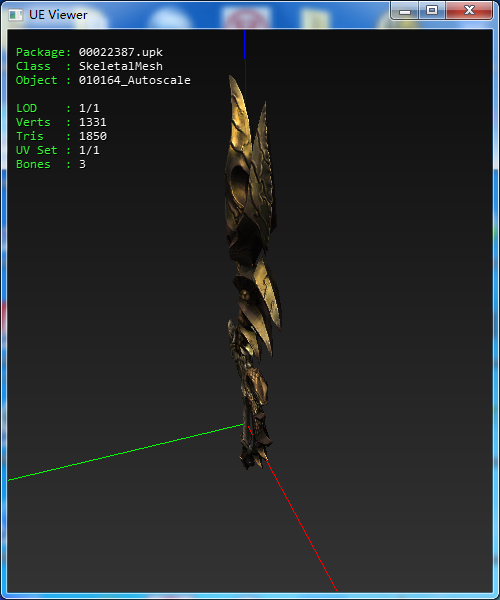 UE Viewer
Package: 00022387.upk
Class : SkeletalMesh
Object : 010164_Autoscale
LOD : 1/1
Verts : 1331
Tris : 1850
UV Set : 1/1
Bones : 3